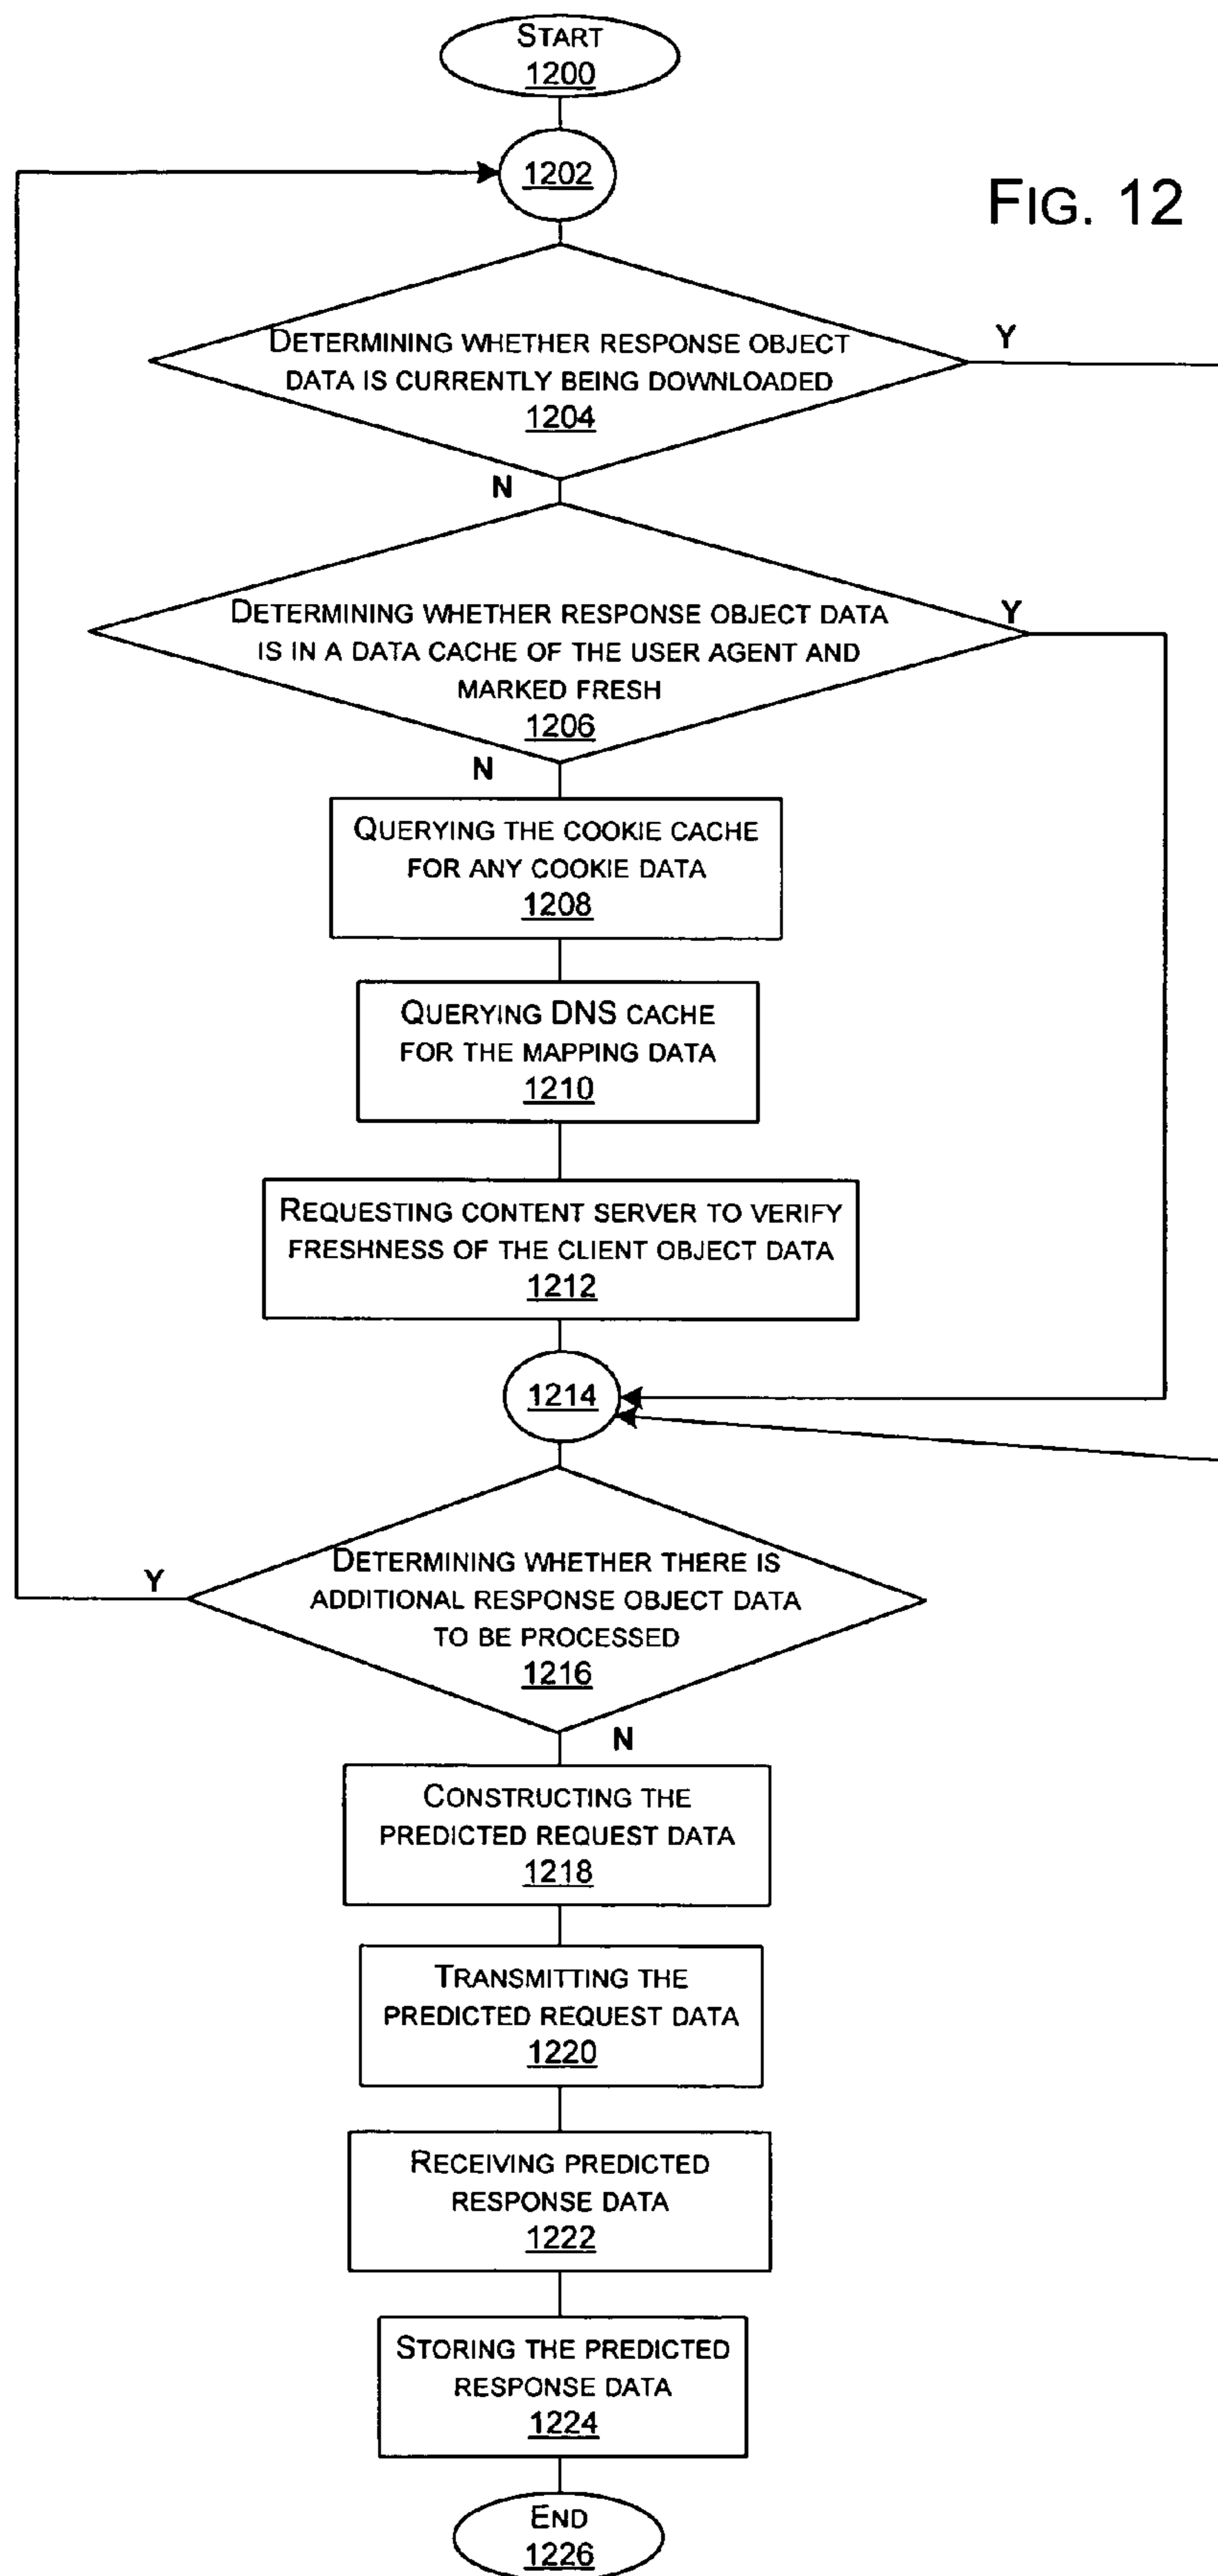 START
1200
1202
FIG. 12
DETERMINING WHETHER RESPONSE OBJECT
DATA IS CURRENTLY BEING DOWNLOADED
1204
Y
N
DETERMINING WHETHER RESPONSE OBJECT DATA
IS IN A DATA CACHE OF THE USER AGENT AND
MARKED FRESH
1206
Y
N
QUERYING THE COOKIE CACHE
FOR ANY COOKIE DATA
1208
QUERYING DNS CACHE
FOR THE MAPPING DATA
1210
REQUESTING CONTENT SERVER TO VERIFY
FRESHNESS OF THE CLIENT OBJECT DATA
1212
1214
DETERMINING WHETHER THERE IS
ADDITIONAL RESPONSE OBJECT DATA
TO BE PROCESSED
1216
Y
N
CONSTRUCTING THE
PREDICTED REQUEST DATA
1218
TRANSMITTING THE
PREDICTED REQUEST DATA
1220
RECEIVING PREDICTED
RESPONSE DATA
1222
STORING THE PREDICTED
RESPONSE DATA
1224
END
1226